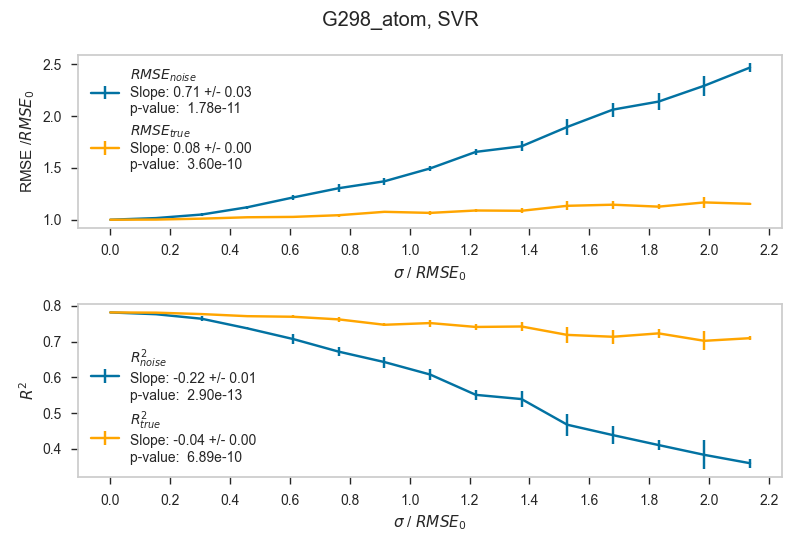 G298_atom, SVR
RMSE_noise
Slope: 0.71 +/- 0.03
p-value:  1.78e-11
RMSE_true
Slope: 0.08 +/- 0.00
p-value:  3.60e-10
RMSE /RMSE_0
2.5
2.0
1.5
1.0
0.0 0.2 0.4 0.6 0.8 1.0 1.2 1.4 1.6 1.8 2.0 2.2
σ / RMSE_0
R²_noise
Slope: -0.22 +/- 0.01
p-value:  2.90e-13
R²_true
Slope: -0.04 +/- 0.00
p-value:  6.89e-10
R²
0.8
0.7
0.6
0.5
0.4
0.0 0.2 0.4 0.6 0.8 1.0 1.2 1.4 1.6 1.8 2.0 2.2
σ / RMSE_0